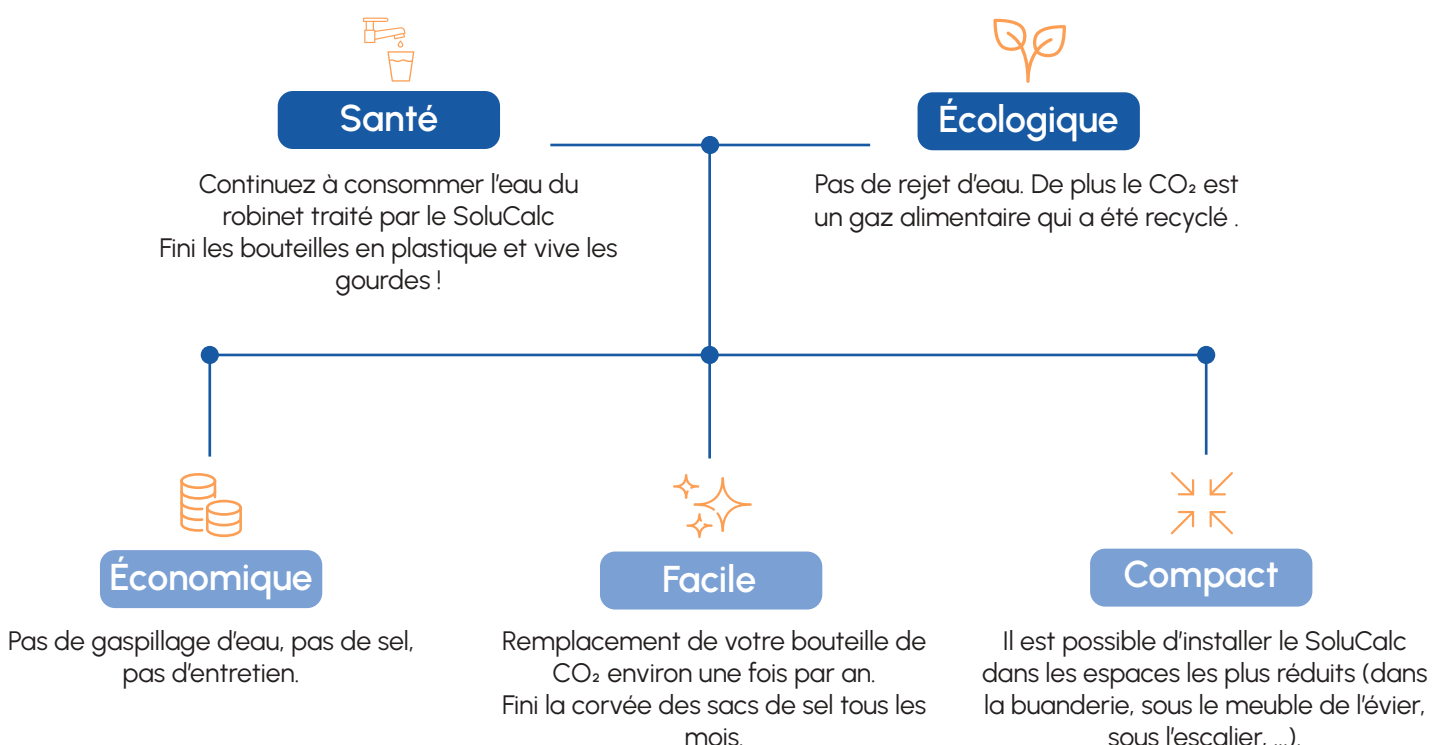 Santé
Continuez à consommer l'eau du
robinet traité par le SoluCalc
Fini les bouteilles en plastique et vive les
gourdes !
Écologique
Pas de rejet d'eau. De plus le CO₂ est
un gaz alimentaire qui a été recyclé .
Économique
Pas de gaspillage d'eau, pas de sel,
pas d'entretien.
Facile
Remplacement de votre bouteille de
CO₂ environ une fois par an.
Fini la corvée des sacs de sel tous les
mois.
Compact
Il est possible d'installer le SoluCalc
dans les espaces les plus réduits (dans
la buanderie, sous le meuble de l'évier,
sous l'escalier, ...).